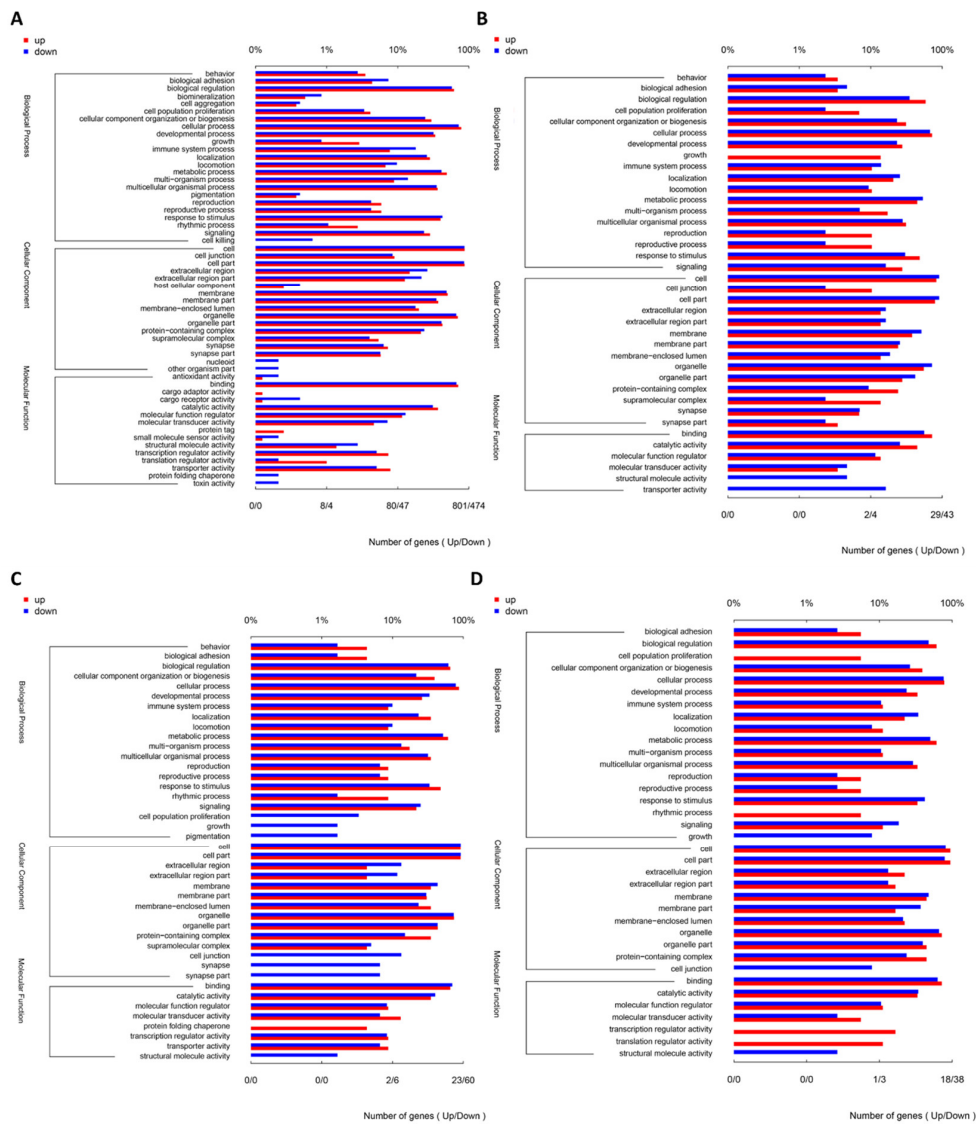 A
up
down
0% 1% 10% 100%
Biological Process
behavior
biological adhesion
biological regulation
biomineralization
cell aggregation
cell population proliferation
cellular component organization or biogenesis
cellular process
developmental process
growth
immune system process
localization
locomotion
metabolic process
multi−organism process
multicellular organismal process
pigmentation
reproduction
reproductive process
response to stimulus
rhythmic process
signaling
cell killing
Cellular Component
cell
cell junction
cell part
extracellular region
extracellular region part
host cellular component
membrane
membrane part
membrane−enclosed lumen
organelle
organelle part
protein−containing complex
supramolecular complex
synapse
synapse part
nucleoid
other organism part
Molecular Function
antioxidant activity
binding
cargo adaptor activity
cargo receptor activity
catalytic activity
molecular function regulator
molecular transducer activity
protein tag
small molecule sensor activity
structural molecule activity
transcription regulator activity
translation regulator activity
transporter activity
protein folding chaperone
toxin activity
0/0 8/4 80/47 801/474
Number of genes ( Up/Down )
B
up
down
0% 1% 10% 100%
Biological Process
behavior
biological adhesion
biological regulation
cell population proliferation
cellular component organization or biogenesis
cellular process
developmental process
growth
immune system process
localization
locomotion
metabolic process
multi−organism process
multicellular organismal process
reproduction
reproductive process
response to stimulus
signaling
Cellular Component
cell
cell junction
cell part
extracellular region
extracellular region part
membrane
membrane part
membrane−enclosed lumen
organelle
organelle part
protein−containing complex
supramolecular complex
synapse
synapse part
Molecular Function
binding
catalytic activity
molecular function regulator
molecular transducer activity
structural molecule activity
transporter activity
0/0 0/0 2/4 29/43
Number of genes ( Up/Down )
C
up
down
0% 1% 10% 100%
Biological Process
behavior
biological adhesion
biological regulation
cellular component organization or biogenesis
cellular process
developmental process
immune system process
localization
locomotion
metabolic process
multi−organism process
multicellular organismal process
reproduction
reproductive process
response to stimulus
rhythmic process
signaling
cell population proliferation
growth
pigmentation
Cellular Component
cell
cell part
extracellular region
extracellular region part
membrane
membrane part
membrane−enclosed lumen
organelle
organelle part
protein−containing complex
supramolecular complex
cell junction
synapse
synapse part
Molecular Function
binding
catalytic activity
molecular function regulator
molecular transducer activity
protein folding chaperone
transcription regulator activity
transporter activity
structural molecule activity
0/0 0/0 2/6 23/60
Number of genes ( Up/Down )
D
up
down
0% 1% 10% 100%
Biological Process
biological adhesion
biological regulation
cell population proliferation
cellular component organization or biogenesis
cellular process
developmental process
immune system process
localization
locomotion
metabolic process
multi−organism process
multicellular organismal process
reproduction
reproductive process
response to stimulus
rhythmic process
signaling
growth
Cellular Component
cell
cell part
extracellular region
extracellular region part
membrane
membrane part
membrane−enclosed lumen
organelle
organelle part
protein−containing complex
cell junction
Molecular Function
binding
catalytic activity
molecular function regulator
molecular transducer activity
transcription regulator activity
translation regulator activity
structural molecule activity
0/0 0/0 1/3 18/38
Number of genes ( Up/Down )